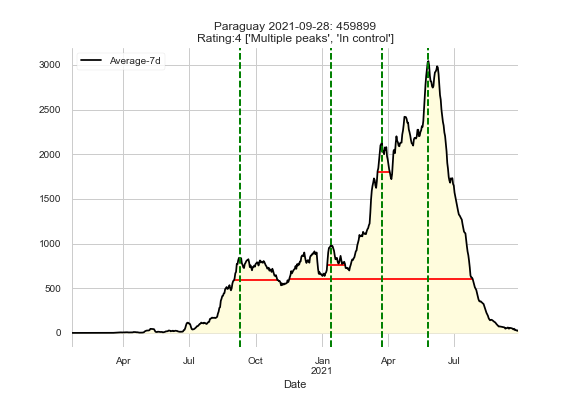 Paraguay 2021-09-28: 459899
Rating:4 ['Multiple peaks', 'In control']
Average-7d
3000
2500
2000
1500
1000
500
0
Apr
Jul
Oct
Jan
2021
Apr
Jul
Date